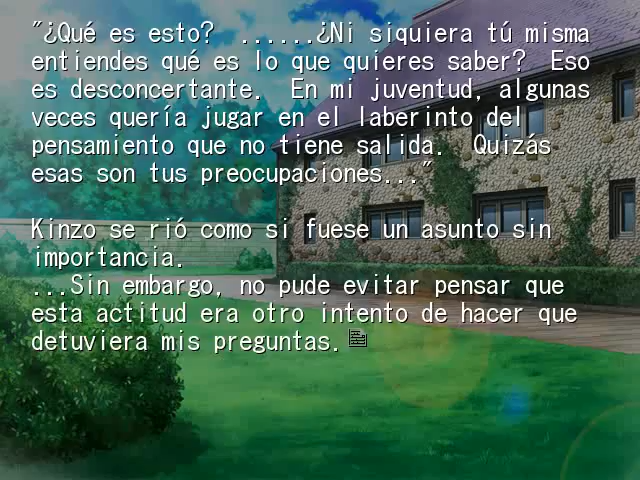 "¿Qué es esto?  ......¿Ni siquiera tú misma
entiendes qué es lo que quieres saber?  Eso
es desconcertante.  En mi juventud, algunas
veces quería jugar en el laberinto del
pensamiento que no tiene salida.  Quizás
esas son tus preocupaciones..."

Kinzo se rió como si fuese un asunto sin
importancia.
...Sin embargo, no pude evitar pensar que
esta actitud era otro intento de hacer que
detuviera mis preguntas.